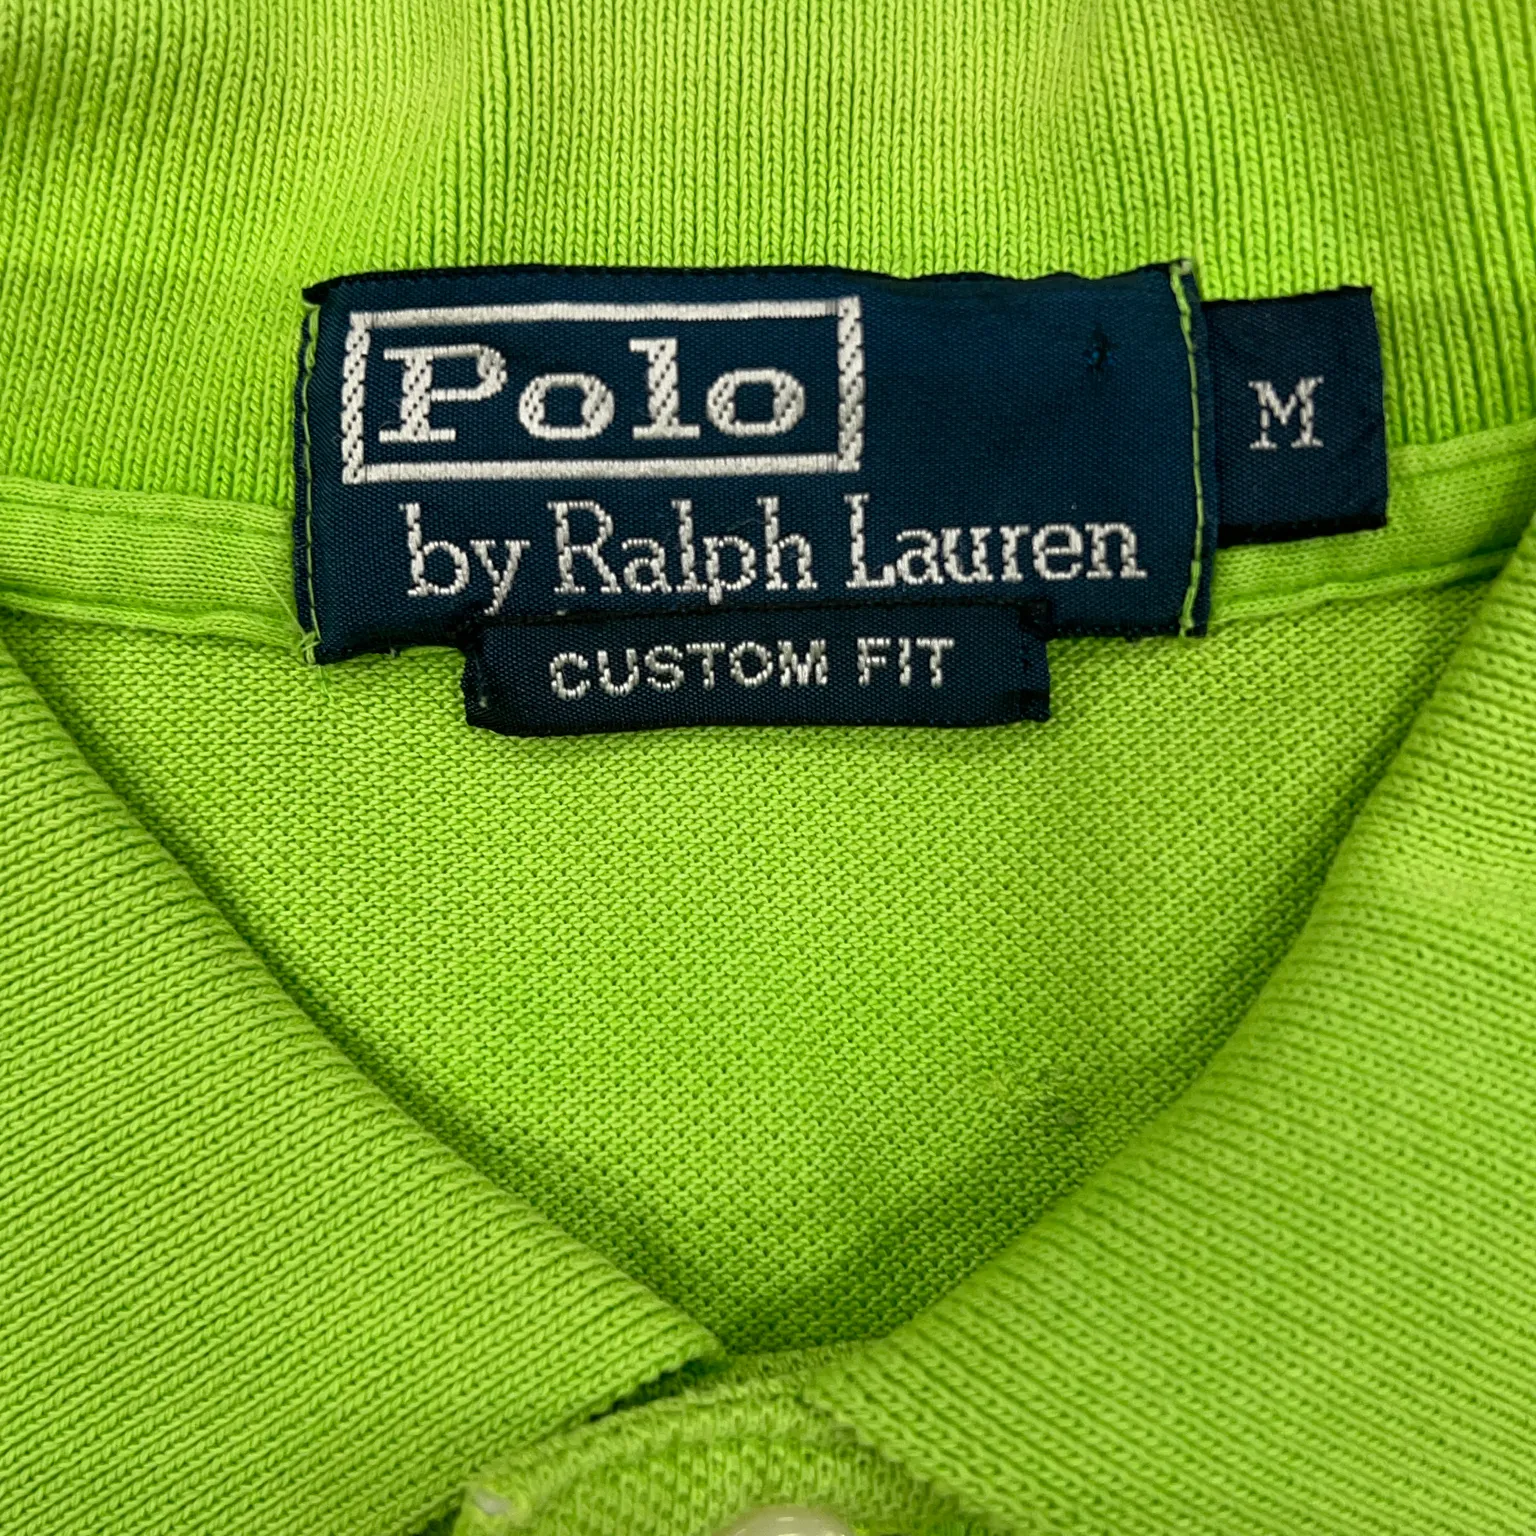 Polo
by Ralph Lauren
M
CUSTOM FIT